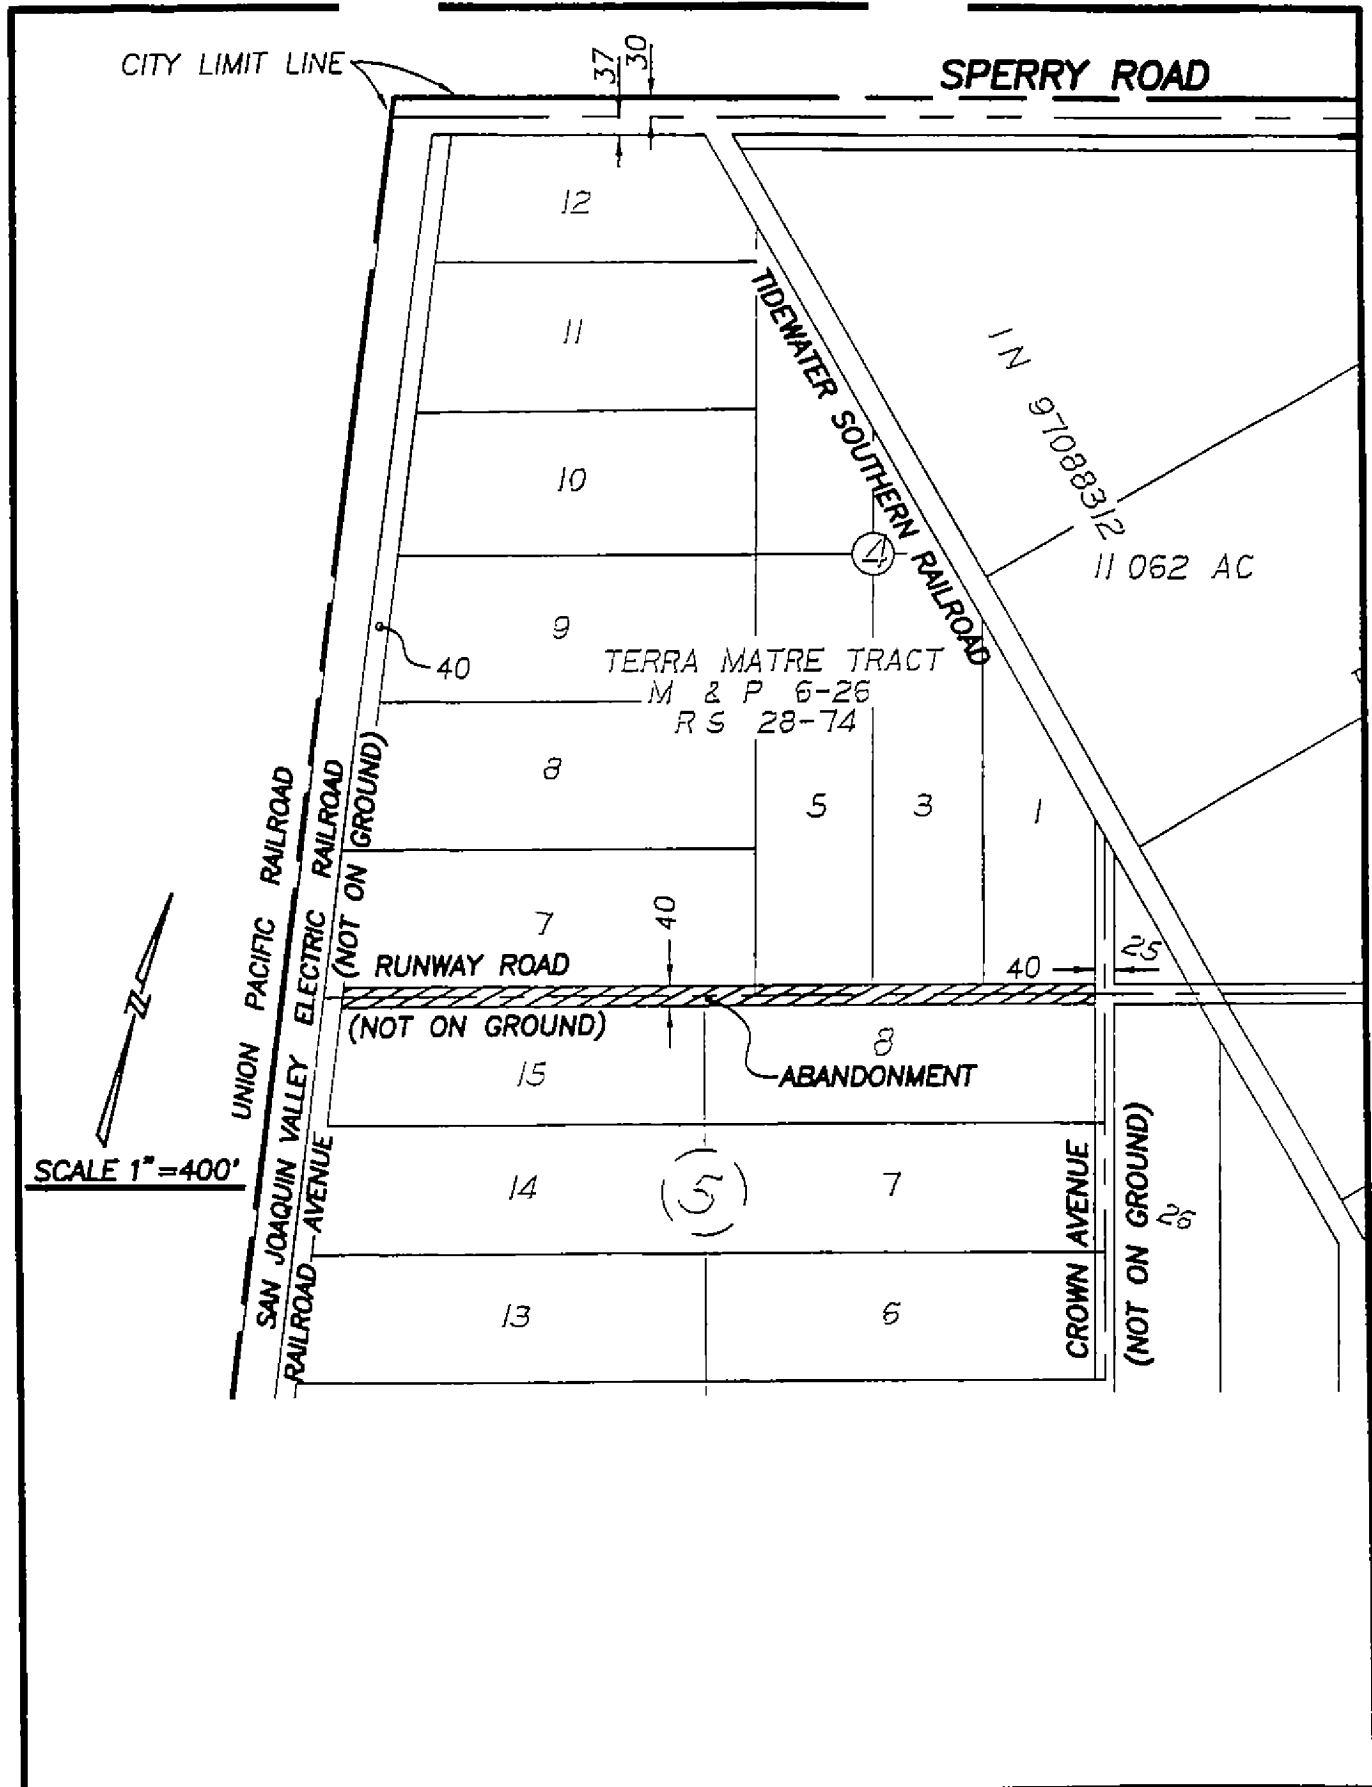 CITY LIMIT LINE
37
30
SPERRY ROAD
12
11
10
9
8
7
TIDEWATER SOUTHERN RAILROAD
IN 97088312
11 062 AC
4
40
TERRA MATRE TRACT
M & P 6-26
R S 28-74
5
3
1
UNION PACIFIC RAILROAD
SAN JOAQUIN VALLEY ELECTRIC RAILROAD
(NOT ON GROUND)
RAILROAD AVENUE
40
RUNWAY ROAD
(NOT ON GROUND)
40
25
ABANDONMENT
N
SCALE 1"=400'
15
8
14
5
7
13
6
CROWN AVENUE
(NOT ON GROUND)
26